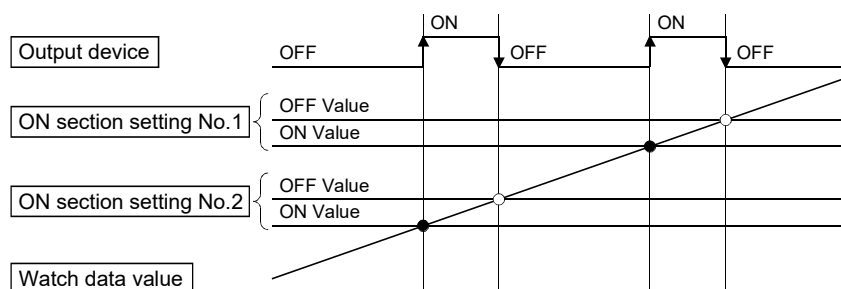 ON
ON
Output device
OFF
OFF
OFF
ON section setting No.1
OFF Value
ON Value
ON section setting No.2
OFF Value
ON Value
Watch data value